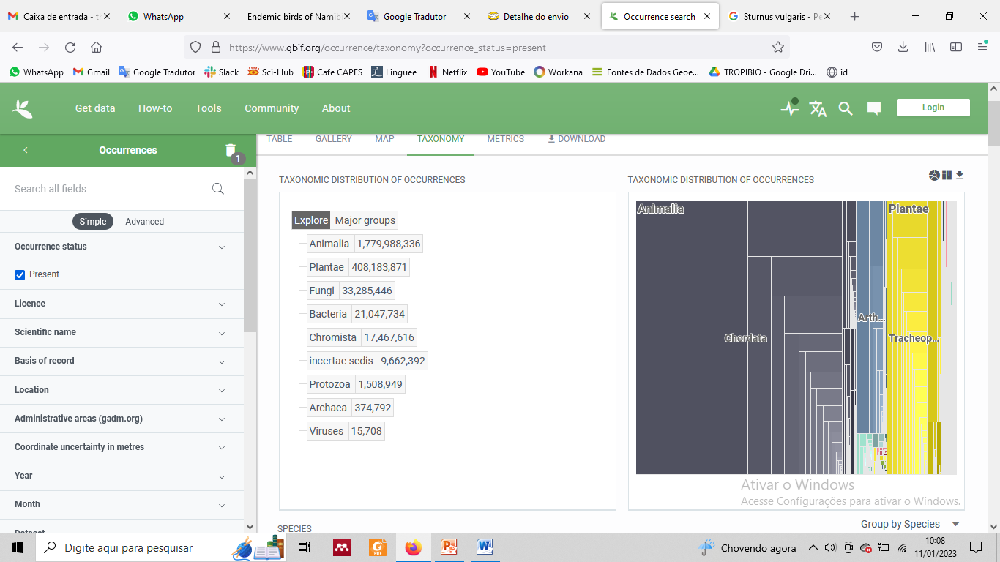 Caixa de entrada - th
WhatsApp
Endemic birds of Namibi
Google Tradutor
Detalhe do envio
Occurrence search
Sturnus vulgaris - Pe
https://www.gbif.org/occurrence/taxonomy?occurrence_status=present
WhatsApp
Gmail
Google Tradutor
Slack
Sci-Hub
Cafe CAPES
Linguee
Netflix
YouTube
Workana
Fontes de Dados Geoe...
TROPIBIO - Google Dri...
id
Get data
How-to
Tools
Community
About
Login
Occurrences
1
TABLE
GALLERY
MAP
TAXONOMY
METRICS
DOWNLOAD
Search all fields
Simple
Advanced
Occurrence status
Present
Licence
Scientific name
Basis of record
Location
Administrative areas (gadm.org)
Coordinate uncertainty in metres
Year
Month
Dataset
TAXONOMIC DISTRIBUTION OF OCCURRENCES
Explore Major groups
Animalia 1,779,988,336
Plantae 408,183,871
Fungi 33,285,446
Bacteria 21,047,734
Chromista 17,467,616
incertae sedis 9,662,392
Protozoa 1,508,949
Archaea 374,792
Viruses 15,708
TAXONOMIC DISTRIBUTION OF OCCURRENCES
Animalia
Plantae
Arth...
Chordata
Tracheop...
Ativar o Windows
Acesse Configurações para ativar o Windows.
SPECIES
Group by Species
Digite aqui para pesquisar
Chovendo agora
10:08
11/01/2023